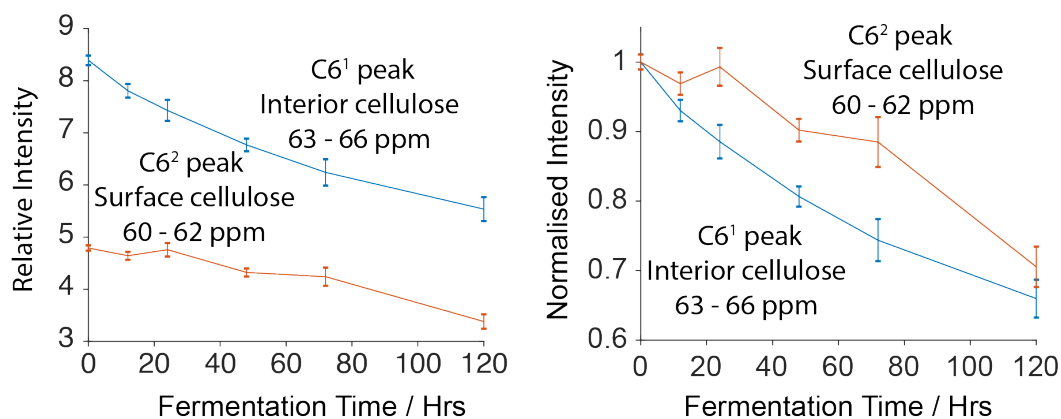 9
8
7
6
5
4
3
Relative Intensity
C6¹ peak
Interior cellulose
63 - 66 ppm
C6² peak
Surface cellulose
60 - 62 ppm
0 20 40 60 80 100 120
Fermentation Time / Hrs
1
0.9
0.8
0.7
0.6
Normalised Intensity
C6² peak
Surface cellulose
60 - 62 ppm
C6¹ peak
Interior cellulose
63 - 66 ppm
0 20 40 60 80 100 120
Fermentation Time / Hrs